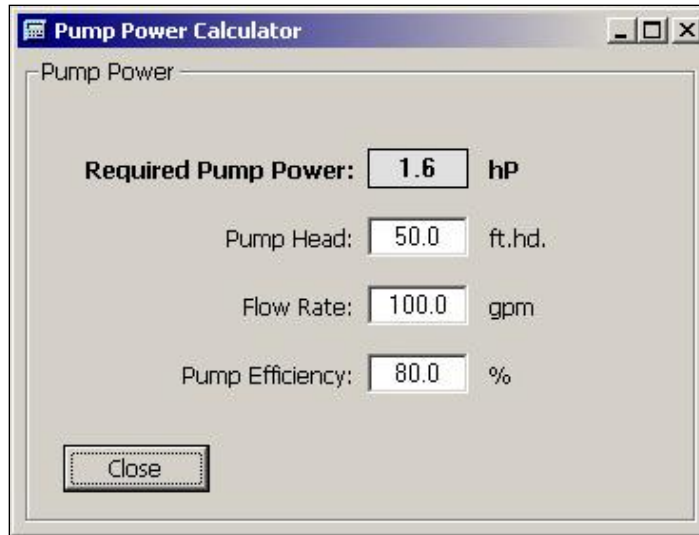 Pump Power Calculator
Pump Power
Required Pump Power: 1.6 hP
Pump Head: 50.0 ft.hd.
Flow Rate: 100.0 gpm
Pump Efficiency: 80.0 %
Close